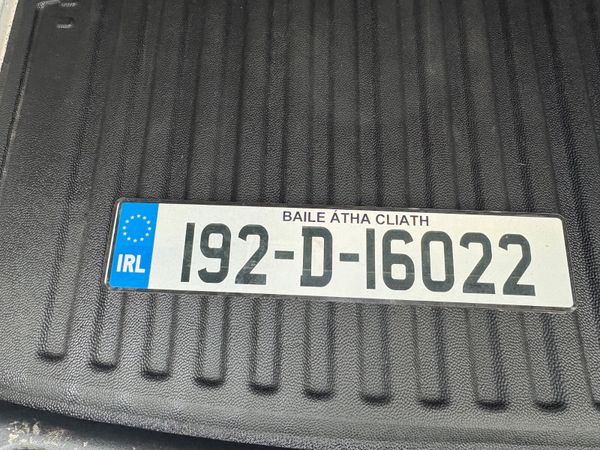 BAILE ÁTHA CLIATH
IRL
192-D-16022